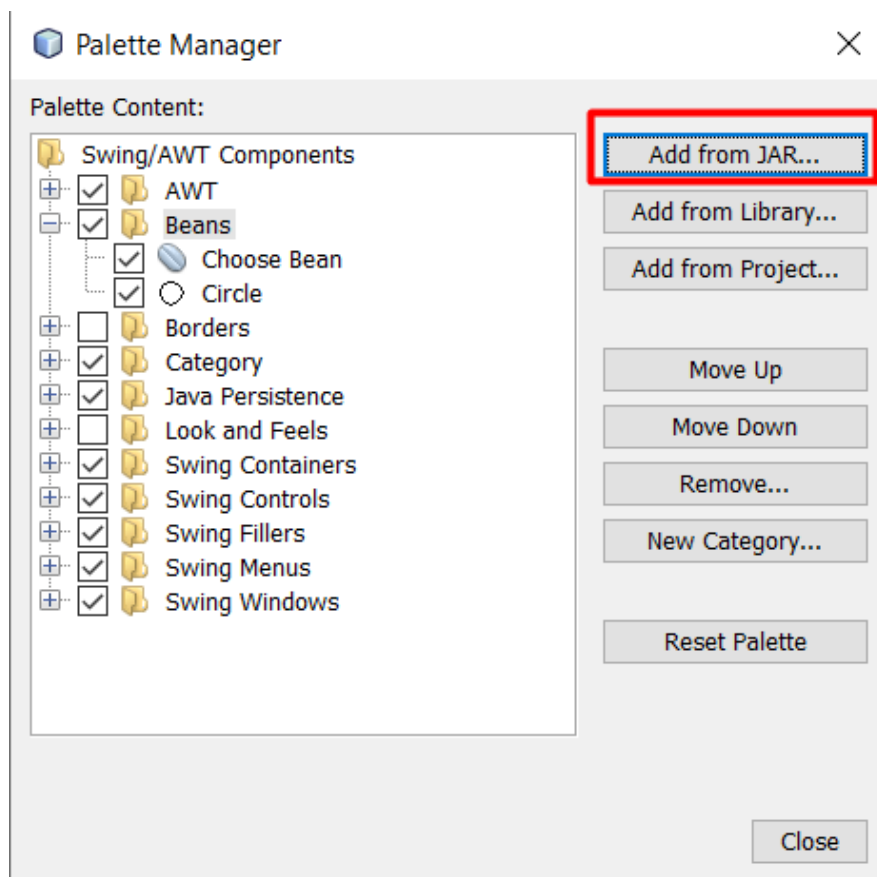 Palette Manager
Palette Content:
Swing/AWT Components
AWT
Beans
Choose Bean
Circle
Borders
Category
Java Persistence
Look and Feels
Swing Containers
Swing Controls
Swing Fillers
Swing Menus
Swing Windows
Add from JAR...
Add from Library...
Add from Project...
Move Up
Move Down
Remove...
New Category...
Reset Palette
Close